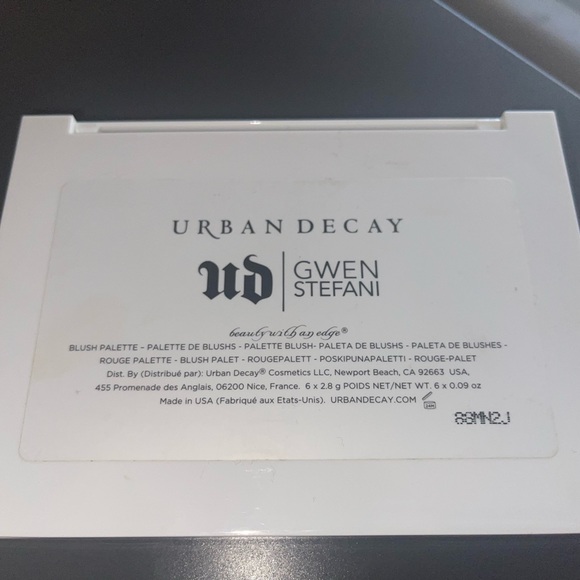 URBAN DECAY
UD | GWEN
STEFANI
beauty with an edge®
BLUSH PALETTE – PALETTE DE BLUSHS - PALETTE BLUSH- PALETA DE BLUSHS - PALETA DE BLUSHES -
ROUGE PALETTE - BLUSH PALET - ROUGEPALETT - POSKIPUNAPALETTI - ROUGE-PALET
Dist. By (Distribué par): Urban Decay® Cosmetics LLC, Newport Beach, CA 92663 USA,
455 Promenade des Anglais, 06200 Nice, France. 6 x 2.8 g POIDS NET/NET WT. 6 x 0.09 oz
Made in USA (Fabriqué aux Etats-Unis). URBANDECAY.COM 24M
88MN2J